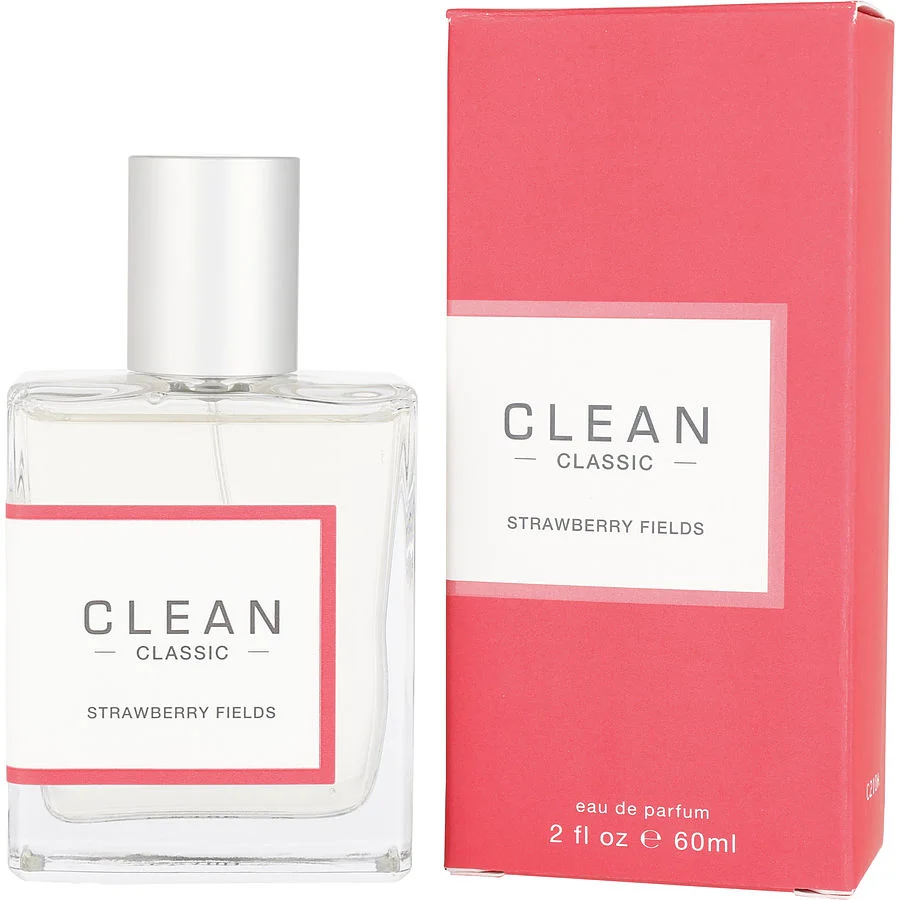 CLEAN
— CLASSIC —
STRAWBERRY FIELDS
CLEAN
— CLASSIC —
STRAWBERRY FIELDS
eau de parfum
2 fl oz ℮ 60ml